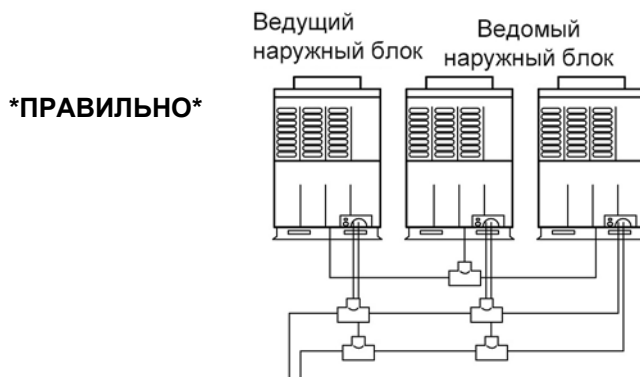 Ведущий
наружный блок
Ведомый
наружный блок
*ПРАВИЛЬНО*